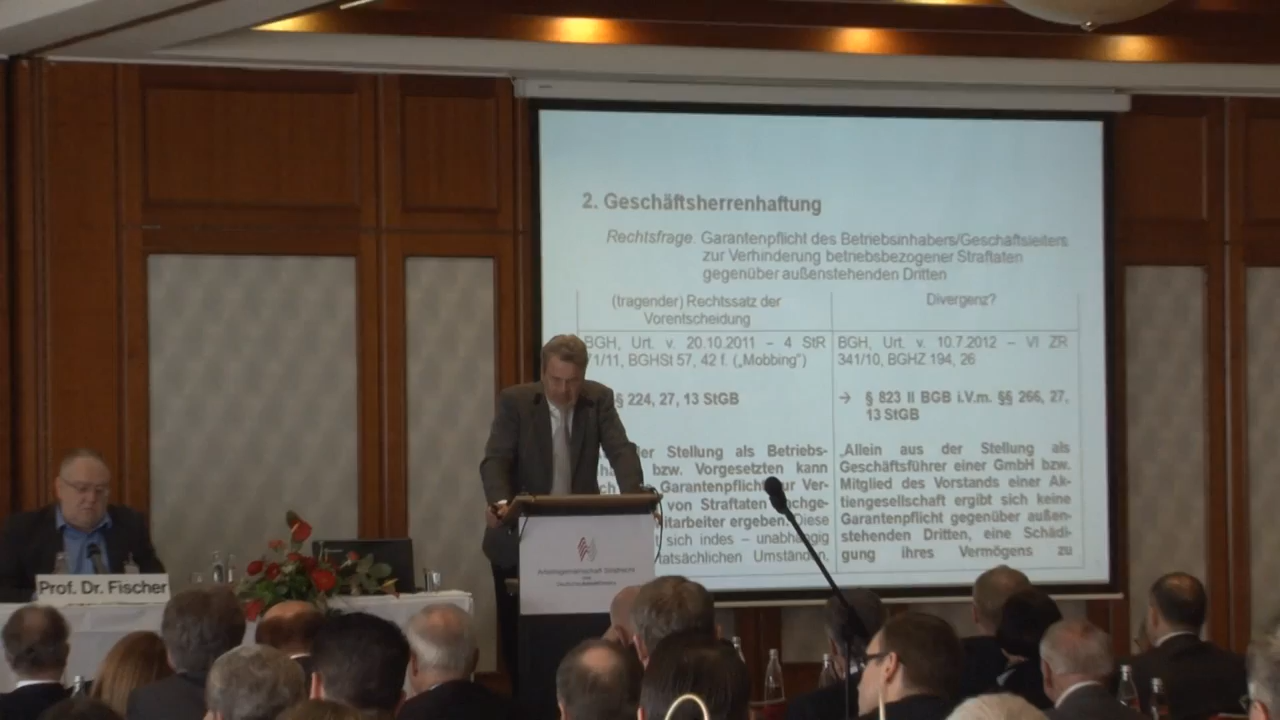 2. Geschäftsherrenhaftung
Rechtsfrage: Garantenpflicht des Betriebsinhabers/Geschäftsleiters
zur Verhinderung betriebsbezogener Straftaten
gegenüber außenstehenden Dritten
(tragender) Rechtssatz der
Vorentscheidung
BGH, Urt. v. 20.10.2011 – 4 StR
71/11, BGHSt 57, 42 f. („Mobbing")
§ 224, 27, 13 StGB
der Stellung als Betriebs-
bzw. Vorgesetzten kann
Garantenpflicht zur Ver-
von Straftaten nachge-
itarbeiter ergeben. Diese
sich indes – unabhängig
tatsächlichen Umständen,
Divergenz?
BGH, Urt. v. 10.7.2012 – VI ZR
341/10, BGHZ 194, 26
→ § 823 II BGB i.V.m. §§ 266, 27,
13 StGB
„Allein aus der Stellung als
Geschäftsführer einer GmbH bzw.
Mitglied des Vorstands einer Ak-
tiengesellschaft ergibt sich keine
Garantenpflicht gegenüber außen-
stehenden Dritten, eine Schädi-
gung ihres Vermögens zu
Prof. Dr. Fischer
Arbeitsgemeinschaft Strafrecht